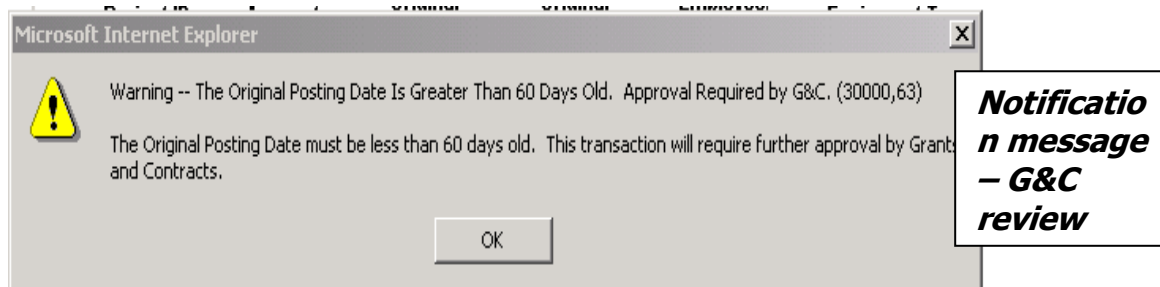 Microsoft Internet Explorer
Warning -- The Original Posting Date Is Greater Than 60 Days Old. Approval Required by G&C. (30000,63)
The Original Posting Date must be less than 60 days old. This transaction will require further approval by Grants
and Contracts.
OK
Notificatio
n message
– G&C
review